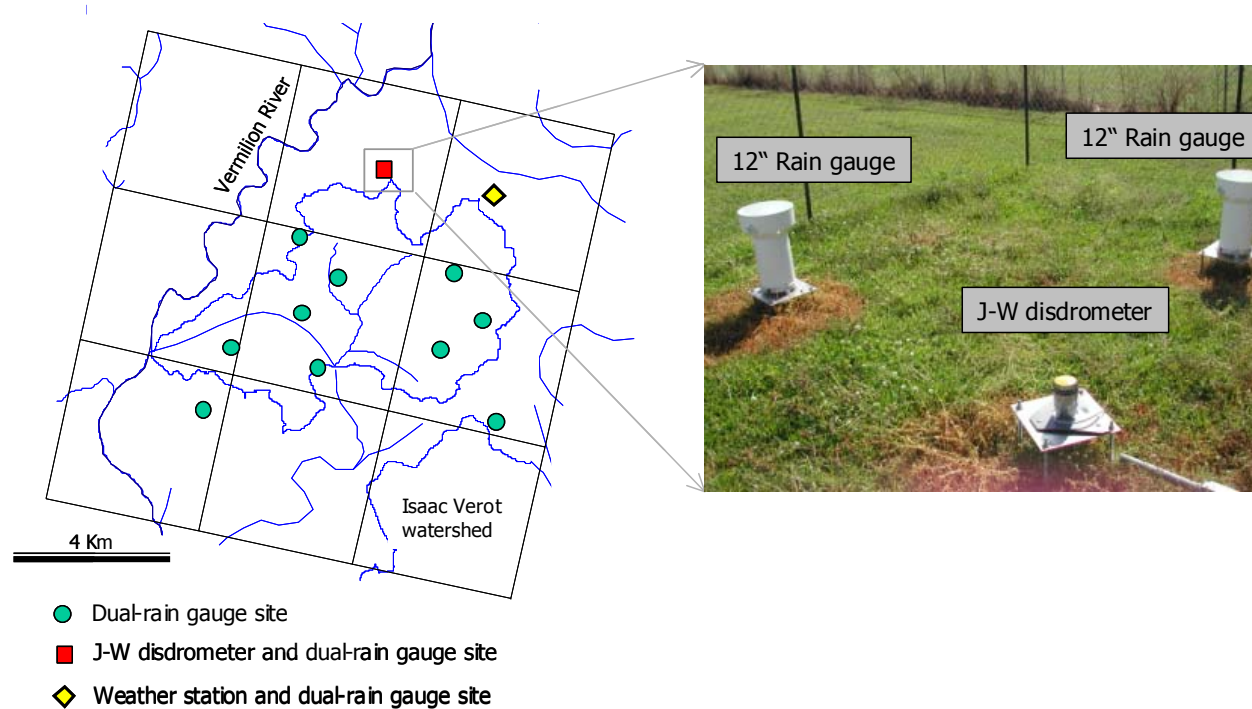 Vermilion River
12“ Rain gauge
12“ Rain gauge
J-W disdrometer
Isaac Verot
watershed
4 Km
Dual-rain gauge site
J-W disdrometer and dual-rain gauge site
Weather station and dual-rain gauge site